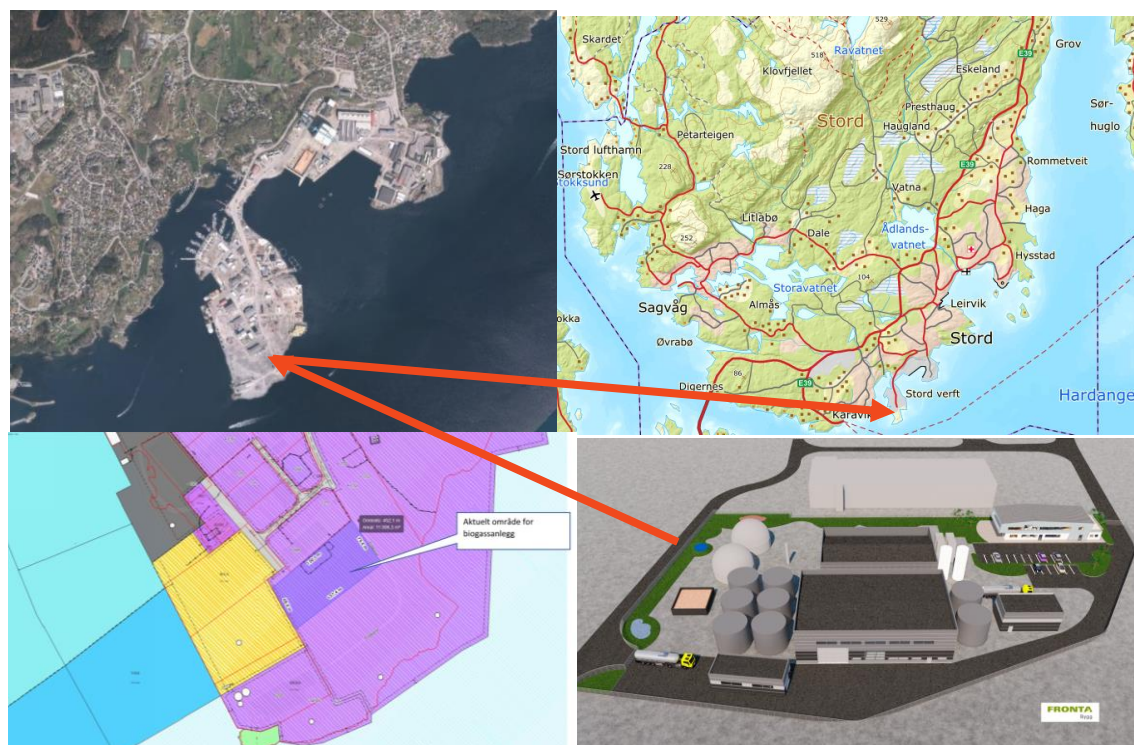 529
Skardet
Ravatnet
E39
Grov
518
Klovfjellet
Eskeland
Presthaug
Sør-
huglo
Stord
Haugland
Petarteigen
Stord lufthamn
E39
Rommetveit
228
Sørstokken
Stokksund
Vatna
Litlabø
Haga
Ådlands-
vatnet
Dale
252
Hysstad
104
Storavatnet
Sagvåg
Almås
Leirvik
Stord
Øvrabø
86
Digernes
E39
Stord verft
Hardange
Karavik
Aktuelt område for
biogassanlegg
FRONTA